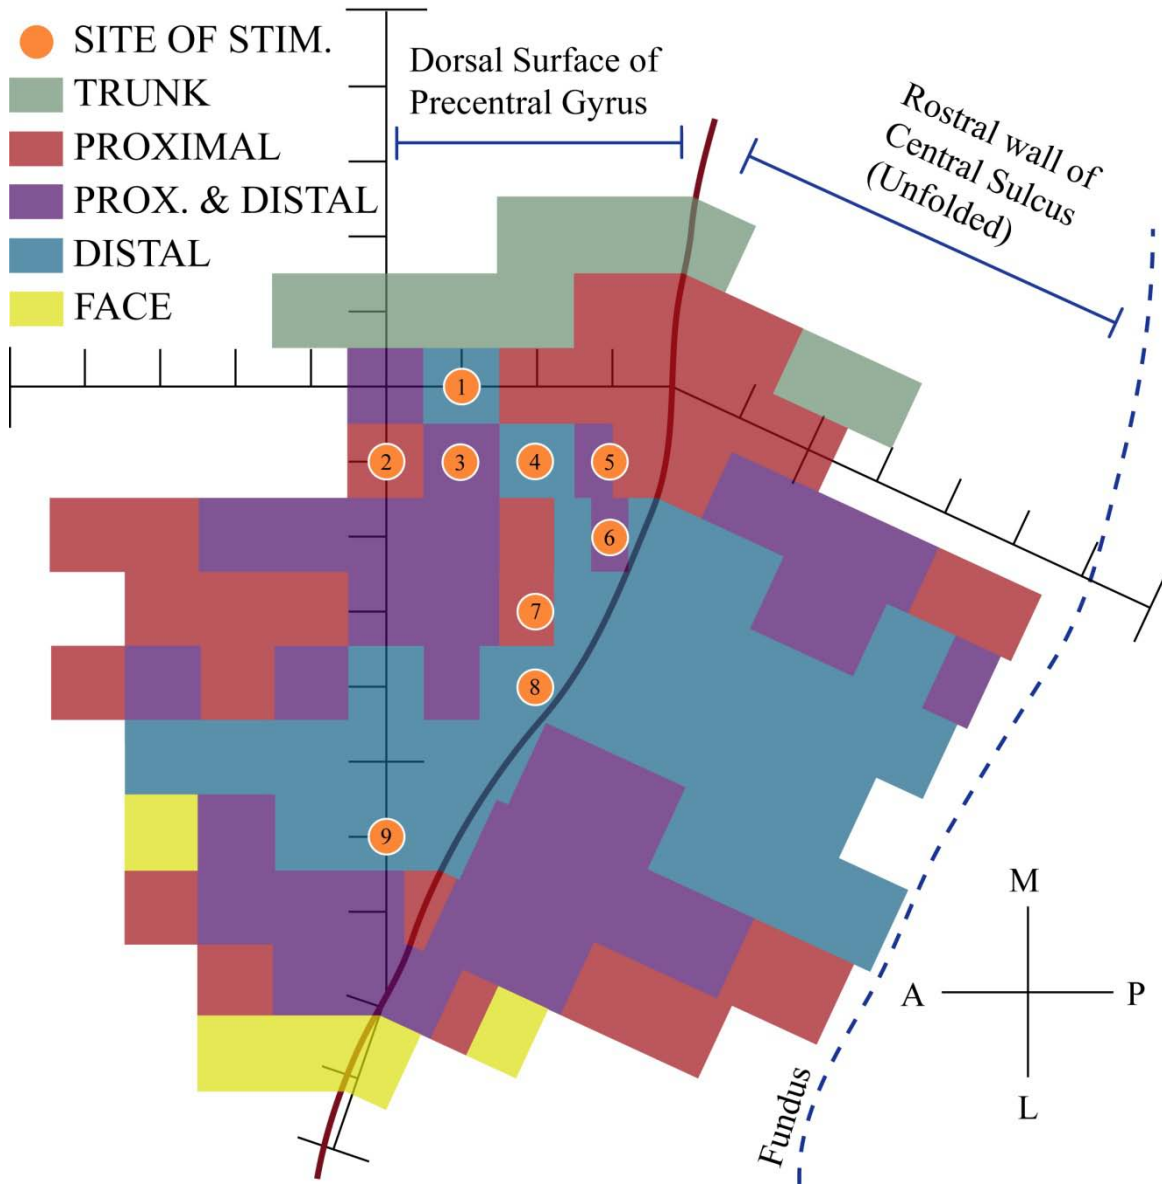 SITE OF STIM.
TRUNK
PROXIMAL
PROX. & DISTAL
DISTAL
FACE
Dorsal Surface of
Precentral Gyrus
Rostral wall of
Central Sulcus
(Unfolded)
1
2
3
4
5
6
7
8
9
M
A
P
L
Fundus